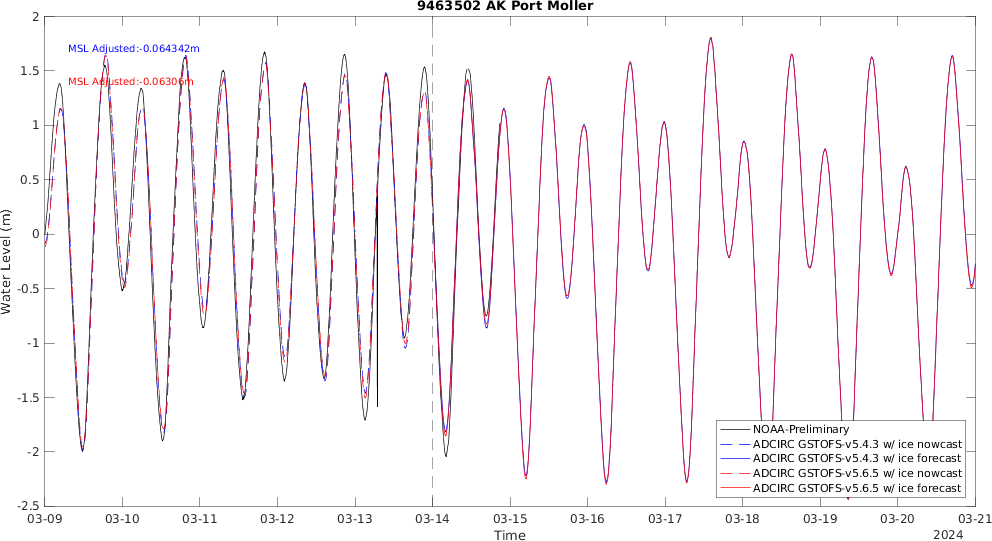 9463502 AK Port Moller
MSL Adjusted:-0.064342m
MSL Adjusted:-0.06306m
Water Level (m)
2
1.5
1
0.5
0
-0.5
-1
-1.5
-2
-2.5
NOAA-Preliminary
ADCIRC GSTOFS-v5.4.3 w/ ice nowcast
ADCIRC GSTOFS-v5.4.3 w/ ice forecast
ADCIRC GSTOFS-v5.6.5 w/ ice nowcast
ADCIRC GSTOFS-v5.6.5 w/ ice forecast
03-09 03-10 03-11 03-12 03-13 03-14 03-15 03-16 03-17 03-18 03-19 03-20 03-21
Time
2024